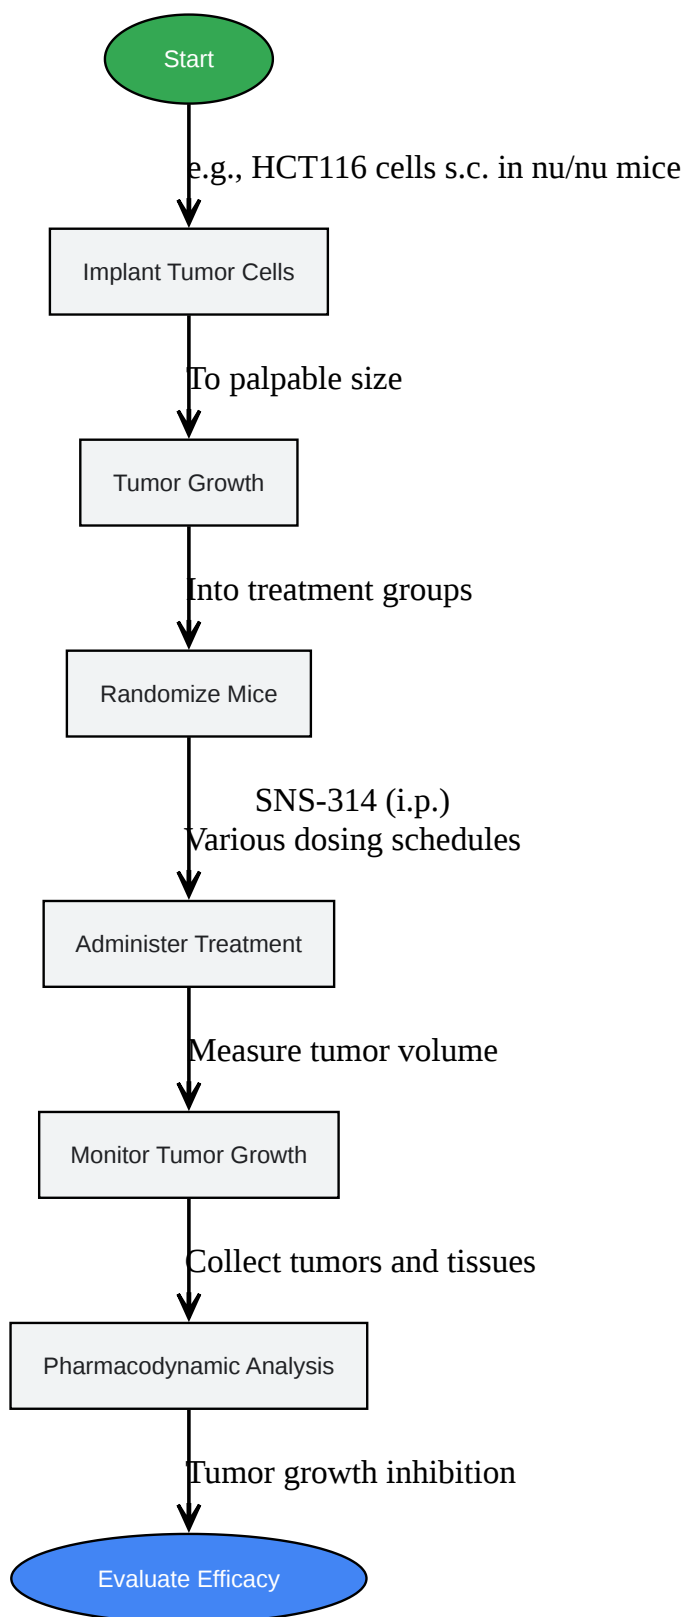 Start
e.g., HCT116 cells s.c. in nu/nu mice
Implant Tumor Cells
To palpable size
Tumor Growth
Into treatment groups
Randomize Mice
SNS-314 (i.p.)
Various dosing schedules
Administer Treatment
Measure tumor volume
Monitor Tumor Growth
Collect tumors and tissues
Pharmacodynamic Analysis
Tumor growth inhibition
Evaluate Efficacy